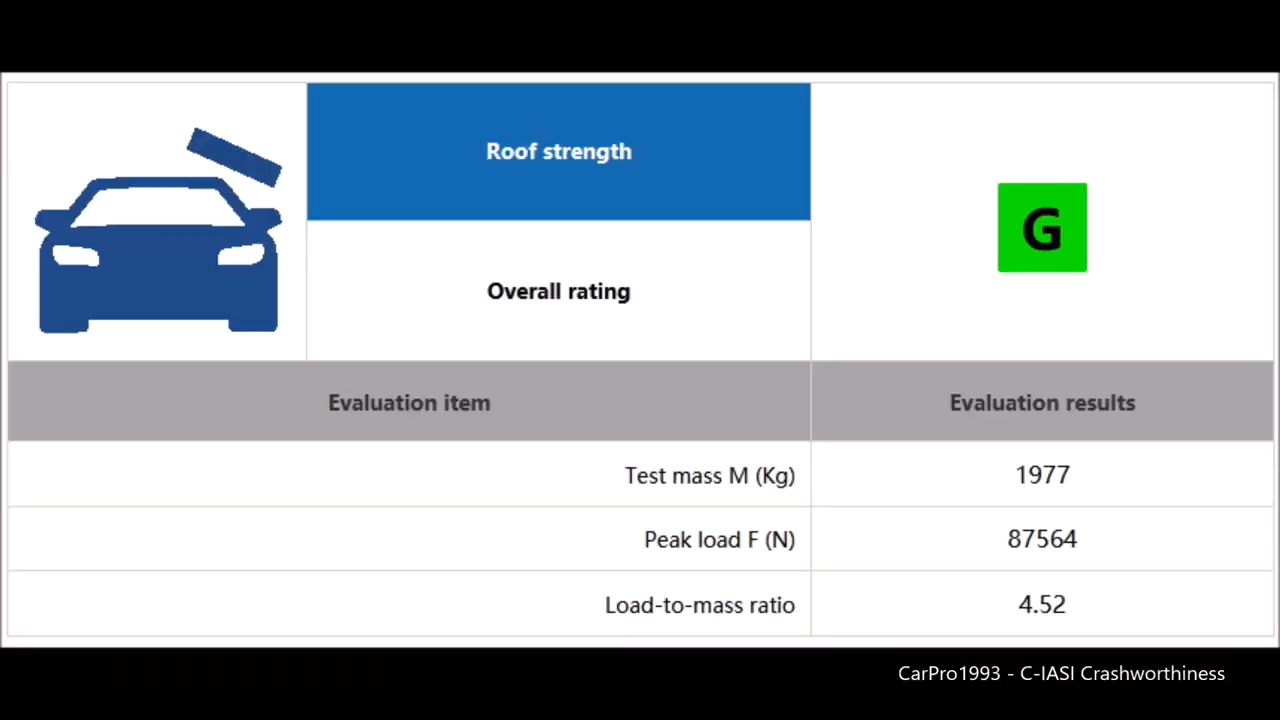 Roof strength
G
Overall rating
Evaluation item
Evaluation results
Test mass M (Kg)
1977
Peak load F (N)
87564
Load-to-mass ratio
4.52
CarPro1993 - C-IASI Crashworthiness